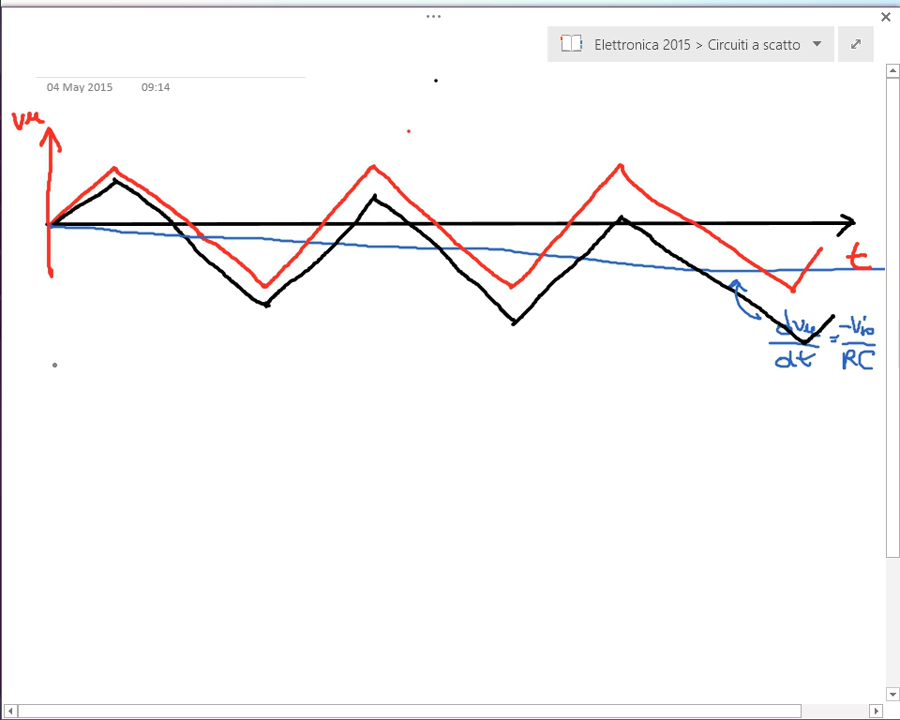 Elettronica 2015 > Circuiti a scatto
04 May 2015 09:14
vu
t
dvu/dt = -Vio/RC